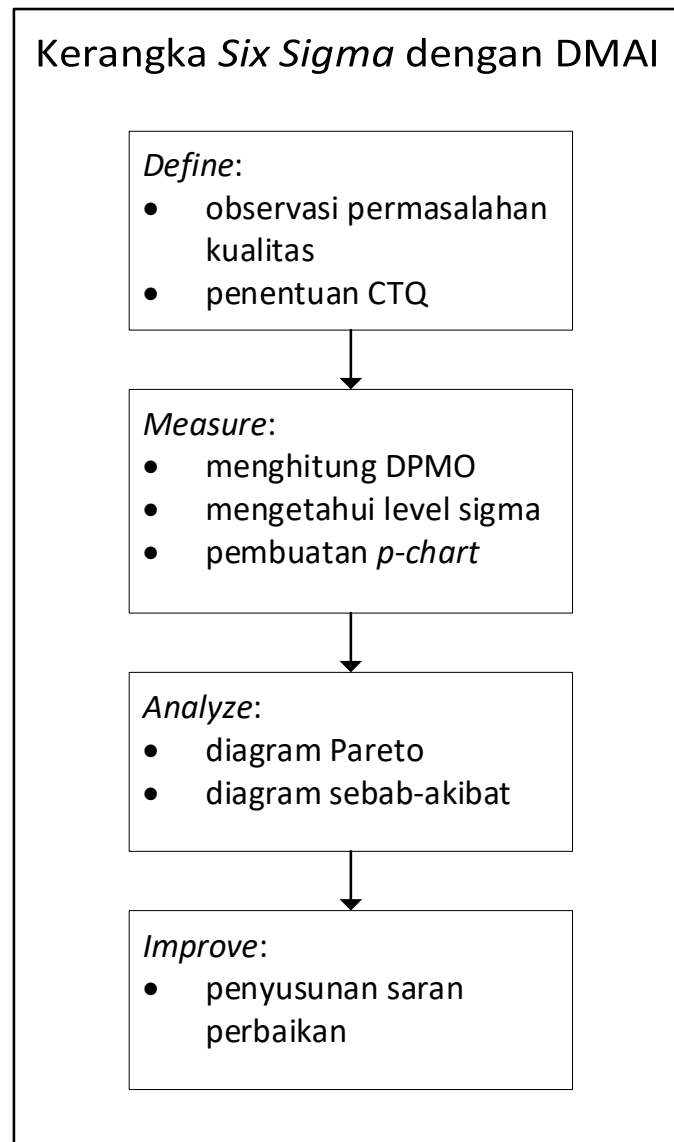 Kerangka Six Sigma dengan DMAI
Define:
• observasi permasalahan
kualitas
• penentuan CTQ
Measure:
• menghitung DPMO
• mengetahui level sigma
• pembuatan p-chart
Analyze:
• diagram Pareto
• diagram sebab-akibat
Improve:
• penyusunan saran
perbaikan